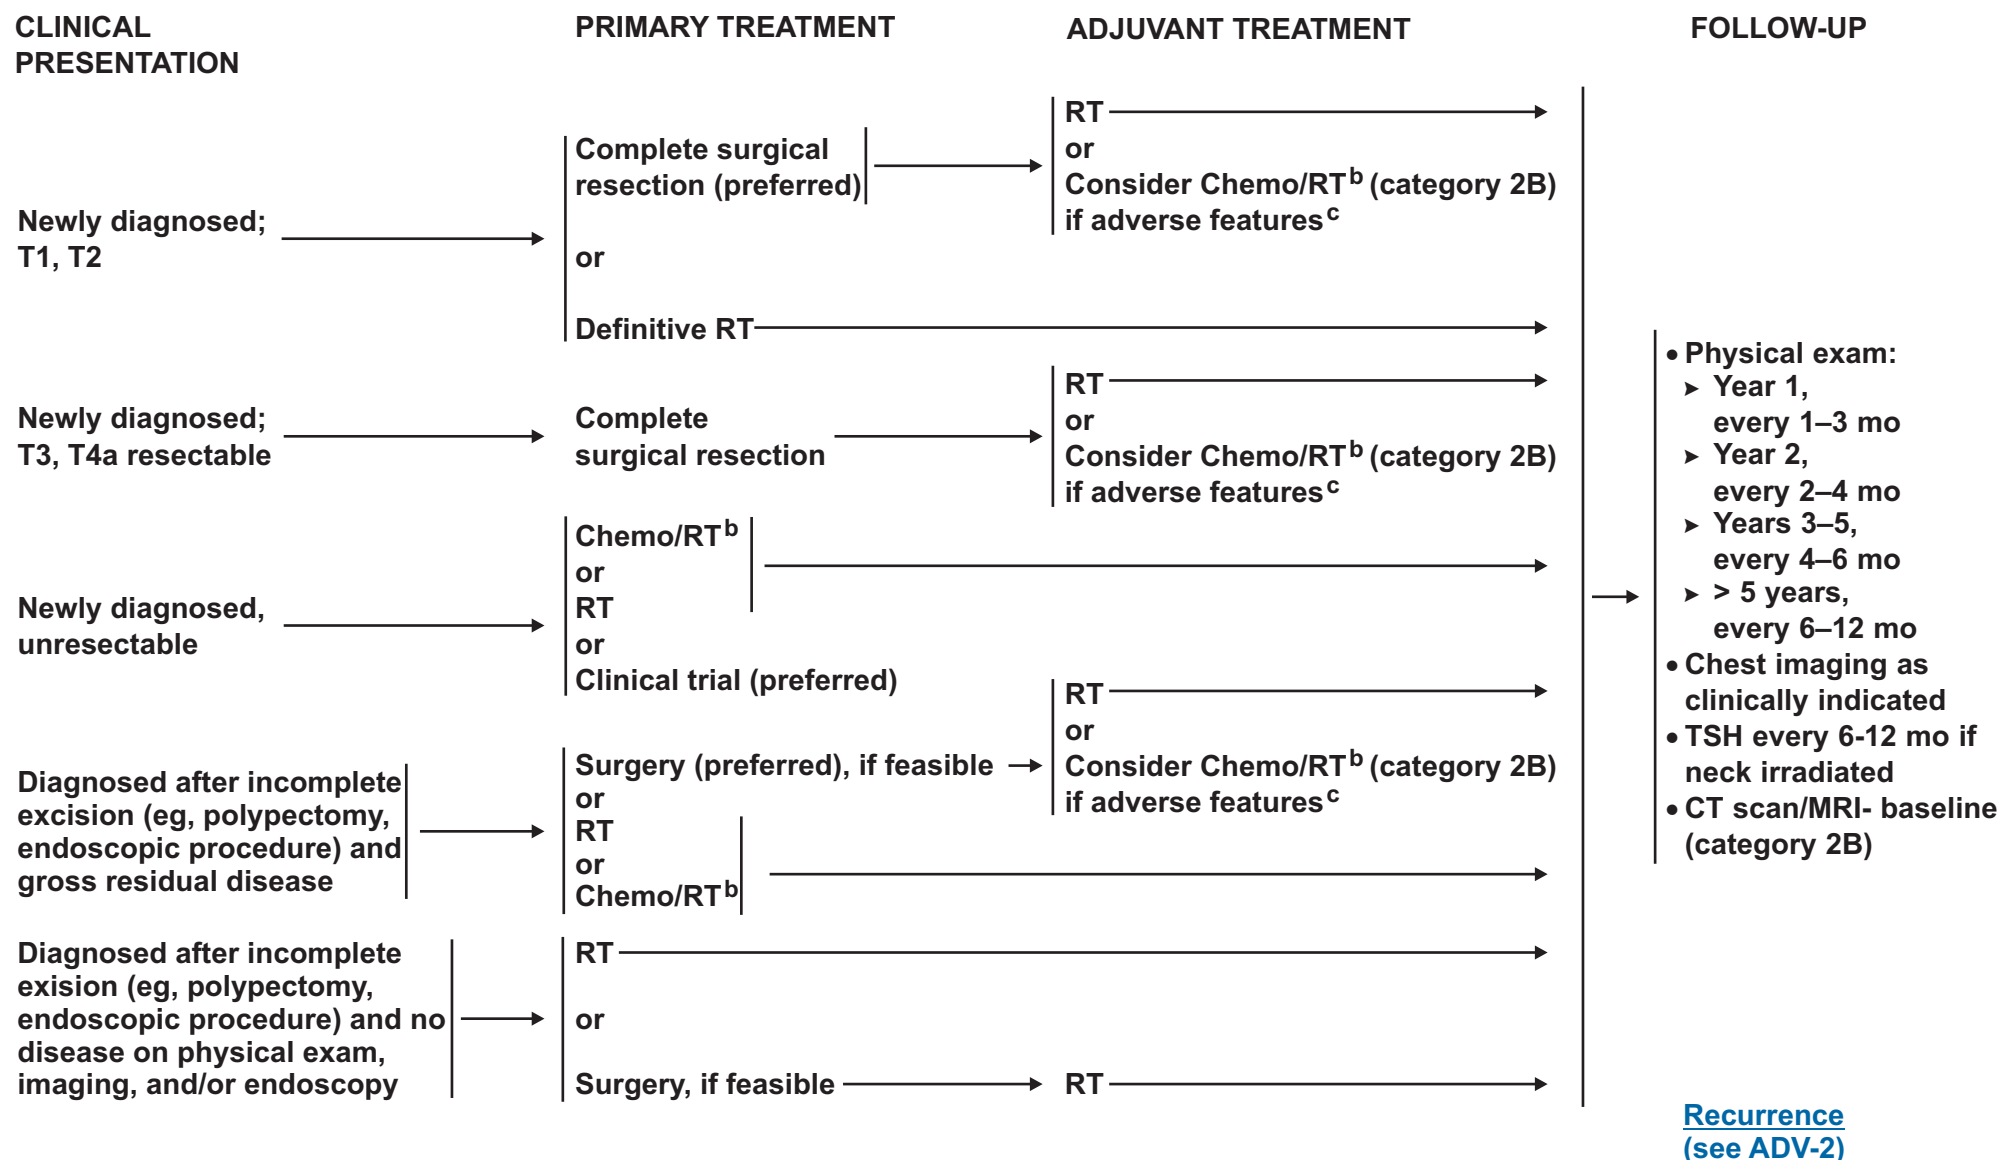 CLINICAL
PRESENTATION
PRIMARY TREATMENT
ADJUVANT TREATMENT
FOLLOW-UP
Newly diagnosed;
T1, T2
Complete surgical
resection (preferred)
or
Definitive RT
RT
or
Consider Chemo/RTb (category 2B)
if adverse featuresc
Newly diagnosed;
T3, T4a resectable
Complete
surgical resection
RT
or
Consider Chemo/RTb (category 2B)
if adverse featuresc
Newly diagnosed,
unresectable
Chemo/RTb
or
RT
or
Clinical trial (preferred)
Diagnosed after incomplete
excision (eg, polypectomy,
endoscopic procedure) and
gross residual disease
Surgery (preferred), if feasible
or
RT
or
Chemo/RTb
RT
or
Consider Chemo/RTb (category 2B)
if adverse featuresc
Diagnosed after incomplete
exision (eg, polypectomy,
endoscopic procedure) and no
disease on physical exam,
imaging, and/or endoscopy
RT
or
Surgery, if feasible
RT
• Physical exam:
➤ Year 1,
every 1–3 mo
➤ Year 2,
every 2–4 mo
➤ Years 3–5,
every 4–6 mo
➤ > 5 years,
every 6–12 mo
• Chest imaging as
clinically indicated
• TSH every 6-12 mo if
neck irradiated
• CT scan/MRI- baseline
(category 2B)
Recurrence
(see ADV-2)